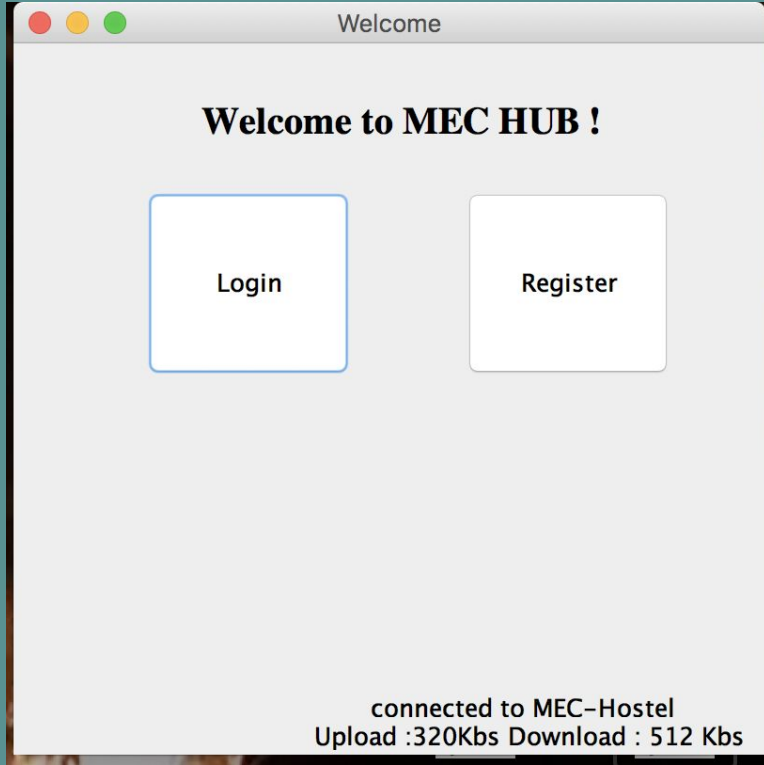 Welcome
Welcome to MEC HUB !
Login
Register
connected to MEC-Hostel
Upload :320Kbs Download : 512 Kbs